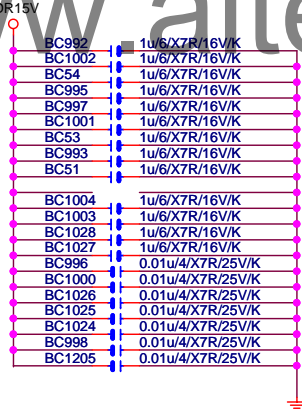 DR15V
w.alte
BC992 1u/6/X7R/16V/K
BC1002 1u/6/X7R/16V/K
BC54 1u/6/X7R/16V/K
BC995 1u/6/X7R/16V/K
BC997 1u/6/X7R/16V/K
BC1001 1u/6/X7R/16V/K
BC53 1u/6/X7R/16V/K
BC993 1u/6/X7R/16V/K
BC51 1u/6/X7R/16V/K
BC1004 1u/6/X7R/16V/K
BC1003 1u/6/X7R/16V/K
BC1028 1u/6/X7R/16V/K
BC1027 1u/6/X7R/16V/K
BC996 0.01u/4/X7R/25V/K
BC1000 0.01u/4/X7R/25V/K
BC1026 0.01u/4/X7R/25V/K
BC1025 0.01u/4/X7R/25V/K
BC1024 0.01u/4/X7R/25V/K
BC998 0.01u/4/X7R/25V/K
BC1205 0.01u/4/X7R/25V/K